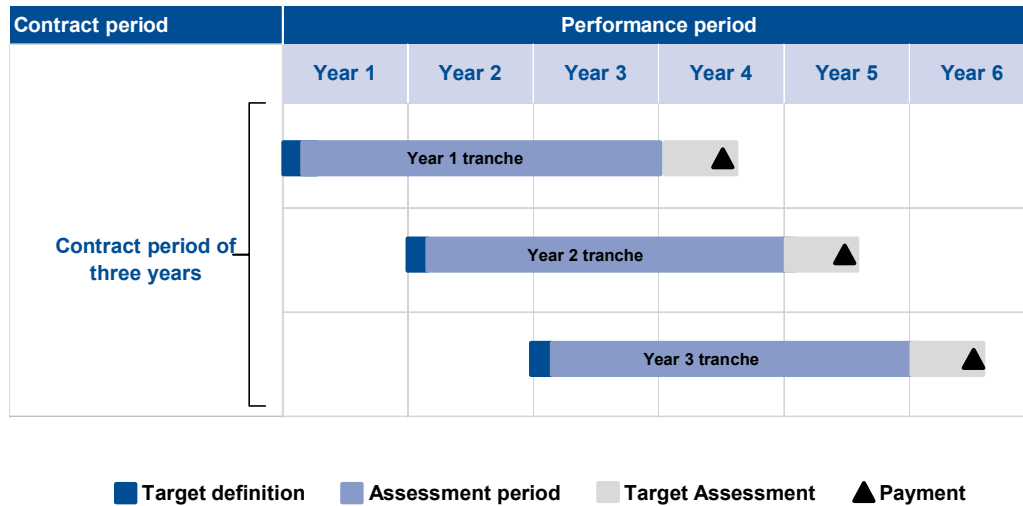 Contract period
Performance period
Year 1
Year 2
Year 3
Year 4
Year 5
Year 6
Year 1 tranche
Contract period of
three years
Year 2 tranche
Year 3 tranche
Target definition
Assessment period
Target Assessment
Payment